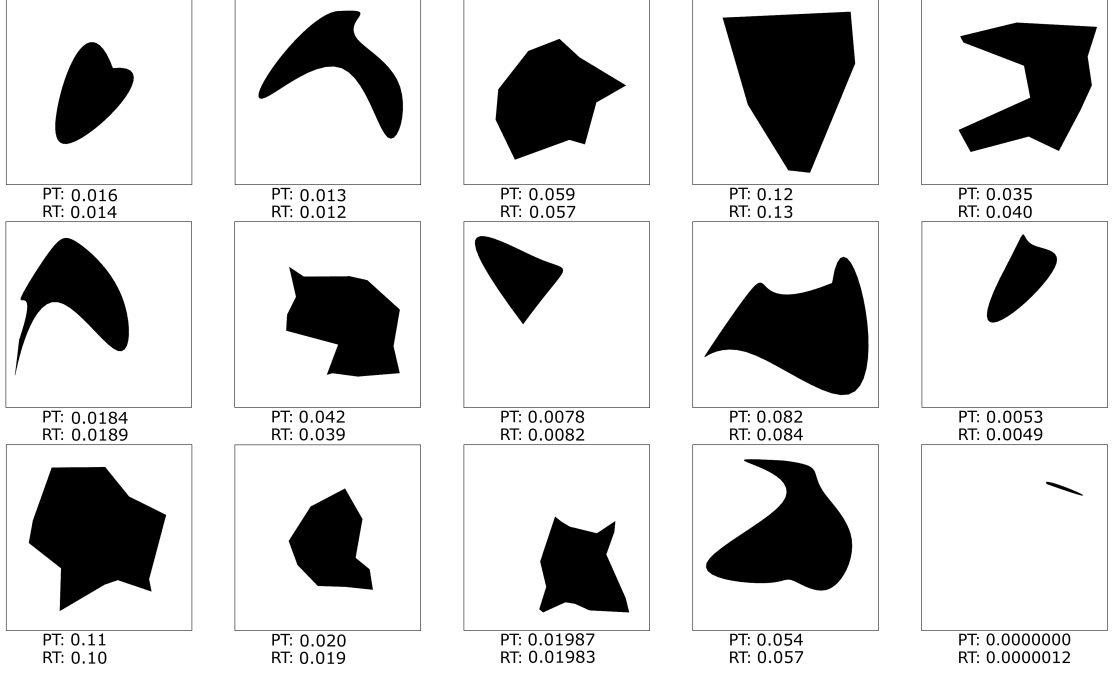 PT: 0.016
RT: 0.014
PT: 0.013
RT: 0.012
PT: 0.059
RT: 0.057
PT: 0.12
RT: 0.13
PT: 0.035
RT: 0.040
PT: 0.0184
RT: 0.0189
PT: 0.042
RT: 0.039
PT: 0.0078
RT: 0.0082
PT: 0.082
RT: 0.084
PT: 0.0053
RT: 0.0049
PT: 0.11
RT: 0.10
PT: 0.020
RT: 0.019
PT: 0.01987
RT: 0.01983
PT: 0.054
RT: 0.057
PT: 0.0000000
RT: 0.0000012